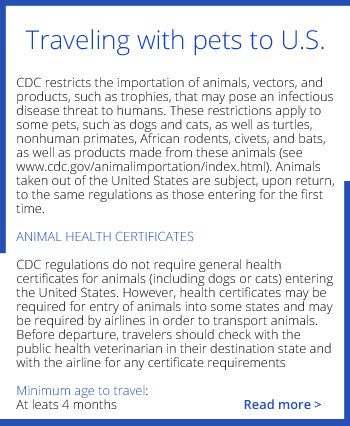 Traveling with pets to U.S.
CDC restricts the importation of animals, vectors, and
products, such as trophies, that may pose an infectious
disease threat to humans. These restrictions apply to
some pets, such as dogs and cats, as well as turtles,
nonhuman primates, African rodents, civets, and bats,
as well as products made from these animals (see
www.cdc.gov/animalimportation/index.html). Animals
taken out of the United States are subject, upon return,
to the same regulations as those entering for the first
time.
ANIMAL HEALTH CERTIFICATES
CDC regulations do not require general health
certificates for animals (including dogs or cats) entering
the United States. However, health certificates may be
required for entry of animals into some states and may
be required by airlines in order to transport animals.
Before departure, travelers should check with the
public health veterinarian in their destination state and
with the airline for any certificate requirements
Minimum age to travel:
At leats 4 months
Read more >